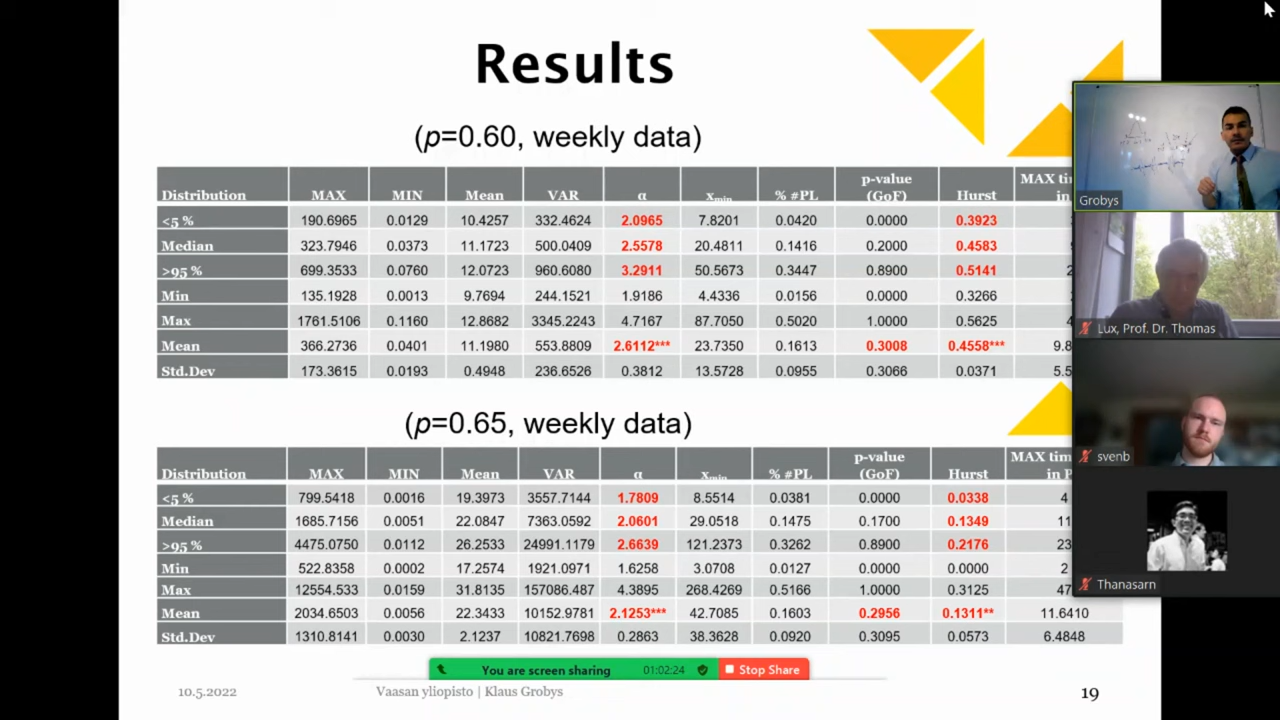 Results
(p=0.60, weekly data)
Distribution MAX MIN Mean VAR α xmin % #PL p-value (GoF) Hurst MAX in
<5 % 190.6965 0.0129 10.4257 332.4624 2.0965 7.8201 0.0420 0.0000 0.3923
Median 323.7946 0.0373 11.1723 500.0409 2.5578 20.4811 0.1416 0.2000 0.4583
>95 % 699.3533 0.0760 12.0723 960.6080 3.2911 50.5673 0.3447 0.8900 0.5141
Min 135.1928 0.0013 9.7694 244.1521 1.9186 4.4336 0.0156 0.0000 0.3266
Max 1761.5106 0.1160 12.8682 3345.2243 4.7167 87.7050 0.5020 1.0000 0.5625
Mean 366.2736 0.0401 11.1980 553.8809 2.6112*** 23.7350 0.1613 0.3008 0.4558*** 9.8
Std.Dev 173.3615 0.0193 0.4948 236.6526 0.3812 13.5728 0.0955 0.3066 0.0371 5.5
(p=0.65, weekly data)
Distribution MAX MIN Mean VAR α xmin % #PL p-value (GoF) Hurst MAX in
<5 % 799.5418 0.0016 19.3973 3557.7144 1.7809 8.5514 0.0381 0.0000 0.0338 4
Median 1685.7156 0.0051 22.0847 7363.0592 2.0601 29.0518 0.1475 0.1700 0.1349 11
>95 % 4475.0750 0.0112 26.2533 24991.1179 2.6639 121.2373 0.3262 0.8900 0.2176 23
Min 522.8358 0.0002 17.2574 1921.0971 1.6258 3.0708 0.0127 0.0000 0.0000 2
Max 12554.533 0.0159 31.8135 157086.487 4.3895 268.4269 0.5166 1.0000 0.3125 47
Mean 2034.6503 0.0056 22.3433 10152.9781 2.1253*** 42.7085 0.1603 0.2956 0.1311** 11.6410
Std.Dev 1310.8141 0.0030 2.1237 10821.7698 0.2863 38.3628 0.0920 0.3095 0.0573 6.4848
You are screen sharing 01:02:24 Stop Share
10.5.2022 Vaasan yliopisto | Klaus Grobys 19
Grobys
Lux, Prof. Dr. Thomas
svenb
Thanasarn